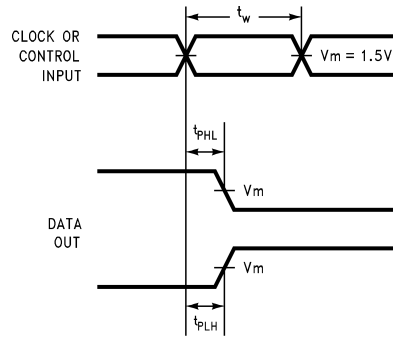 t_w
CLOCK OR
CONTROL
INPUT
Vm = 1.5V
t_PHL
Vm
DATA
OUT
Vm
t_PLH